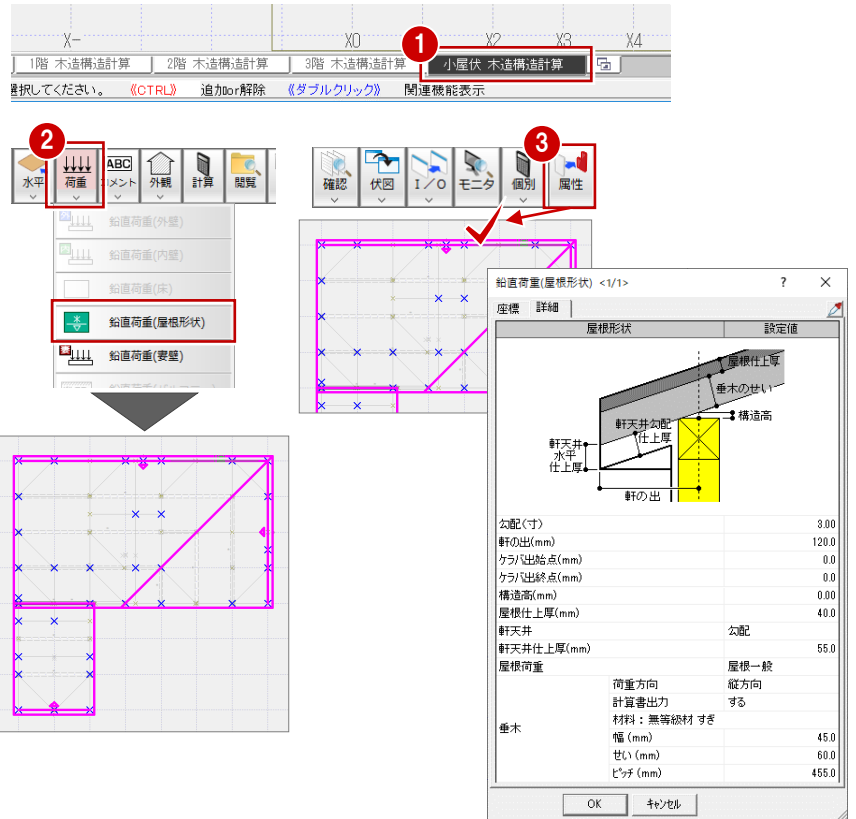 X- X0 X2 X3 X4
1
1階 木造構造計算 2階 木造構造計算 3階 木造構造計算 小屋伏 木造構造計算
選択してください。 《CTRL》 追加or解除 《ダブルクリック》 関連機能表示
2
水平 荷重 コメント 外観 計算 閲覧
ABC
鉛直荷重(外壁)
鉛直荷重(内壁)
鉛直荷重(床)
鉛直荷重(屋根形状)
鉛直荷重(妻壁)
3
確認 伏図 I/O モニタ 個別 属性
鉛直荷重(屋根形状) <1/1> ? ×
座標 詳細
屋根形状 設定値
屋根仕上厚
垂木のせい
構造高
軒天井勾配
仕上厚
軒天井
水平
仕上厚
軒の出
勾配(寸) 3.00
軒の出(mm) 120.0
ケラバ出始点(mm) 0.0
ケラバ出終点(mm) 0.0
構造高(mm) 0.00
屋根仕上厚(mm) 40.0
軒天井 勾配
軒天井仕上厚(mm) 55.0
屋根荷重 屋根一般
垂木
荷重方向 縦方向
計算書出力 する
材料:無等級材 すぎ
幅 (mm) 45.0
せい (mm) 60.0
ピッチ (mm) 455.0
OK キャンセル